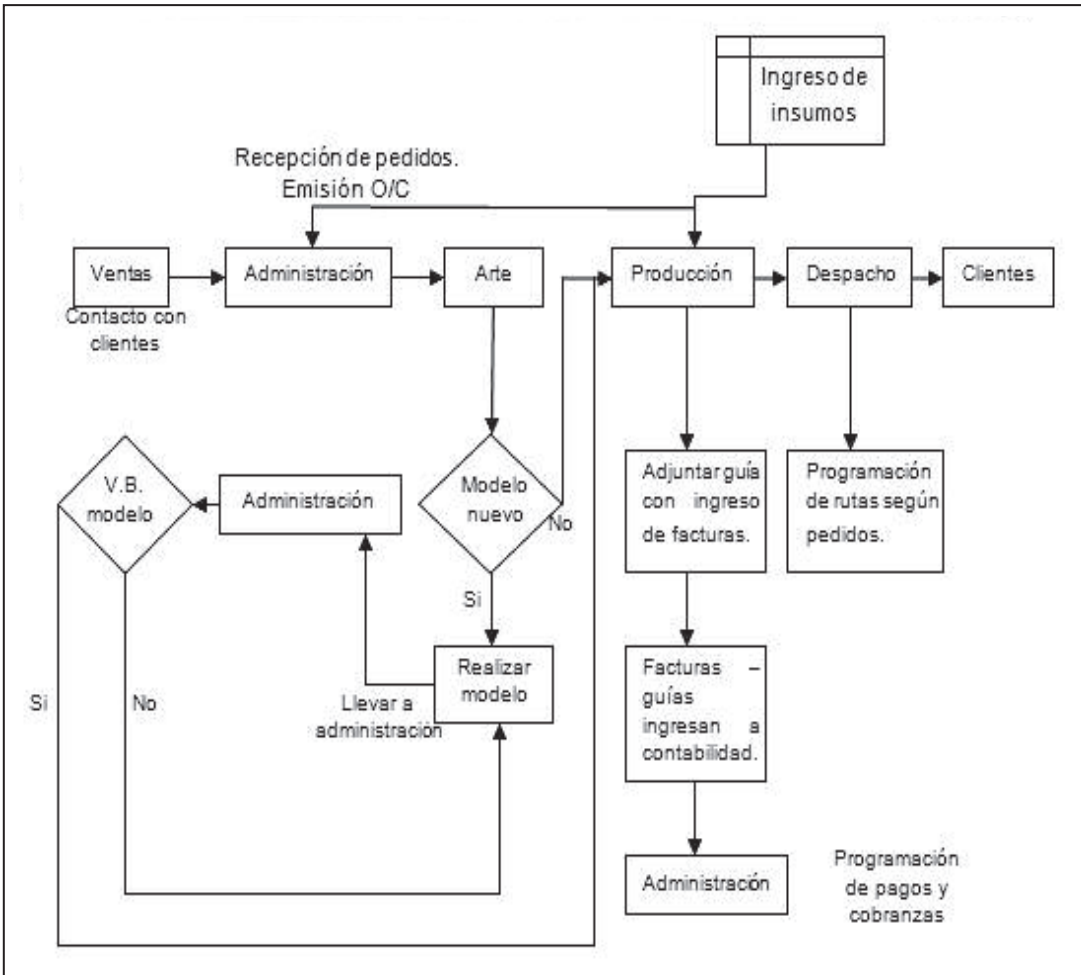 Ingreso de
insumos
Recepción de pedidos.
Emisión O/C
Ventas
Administración
Arte
Producción
Despacho
Clientes
Contacto con
clientes
V.B.
modelo
Administración
Modelo
nuevo
No
Adjuntar guía
con ingreso
de facturas.
Programación
de rutas según
pedidos.
Si
Realizar
modelo
Facturas –
guías
ingresan a
contabilidad.
Si
No
Llevar a
administración
Administración
Programación
de pagos y
cobranzas